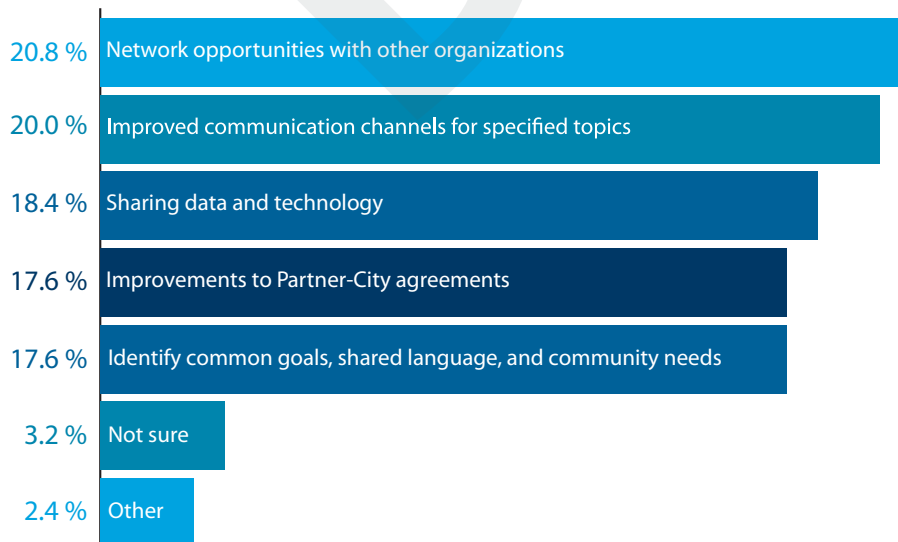 20.8 % Network opportunities with other organizations
20.0 % Improved communication channels for specified topics
18.4 % Sharing data and technology
17.6 % Improvements to Partner-City agreements
17.6 % Identify common goals, shared language, and community needs
3.2 % Not sure
2.4 % Other